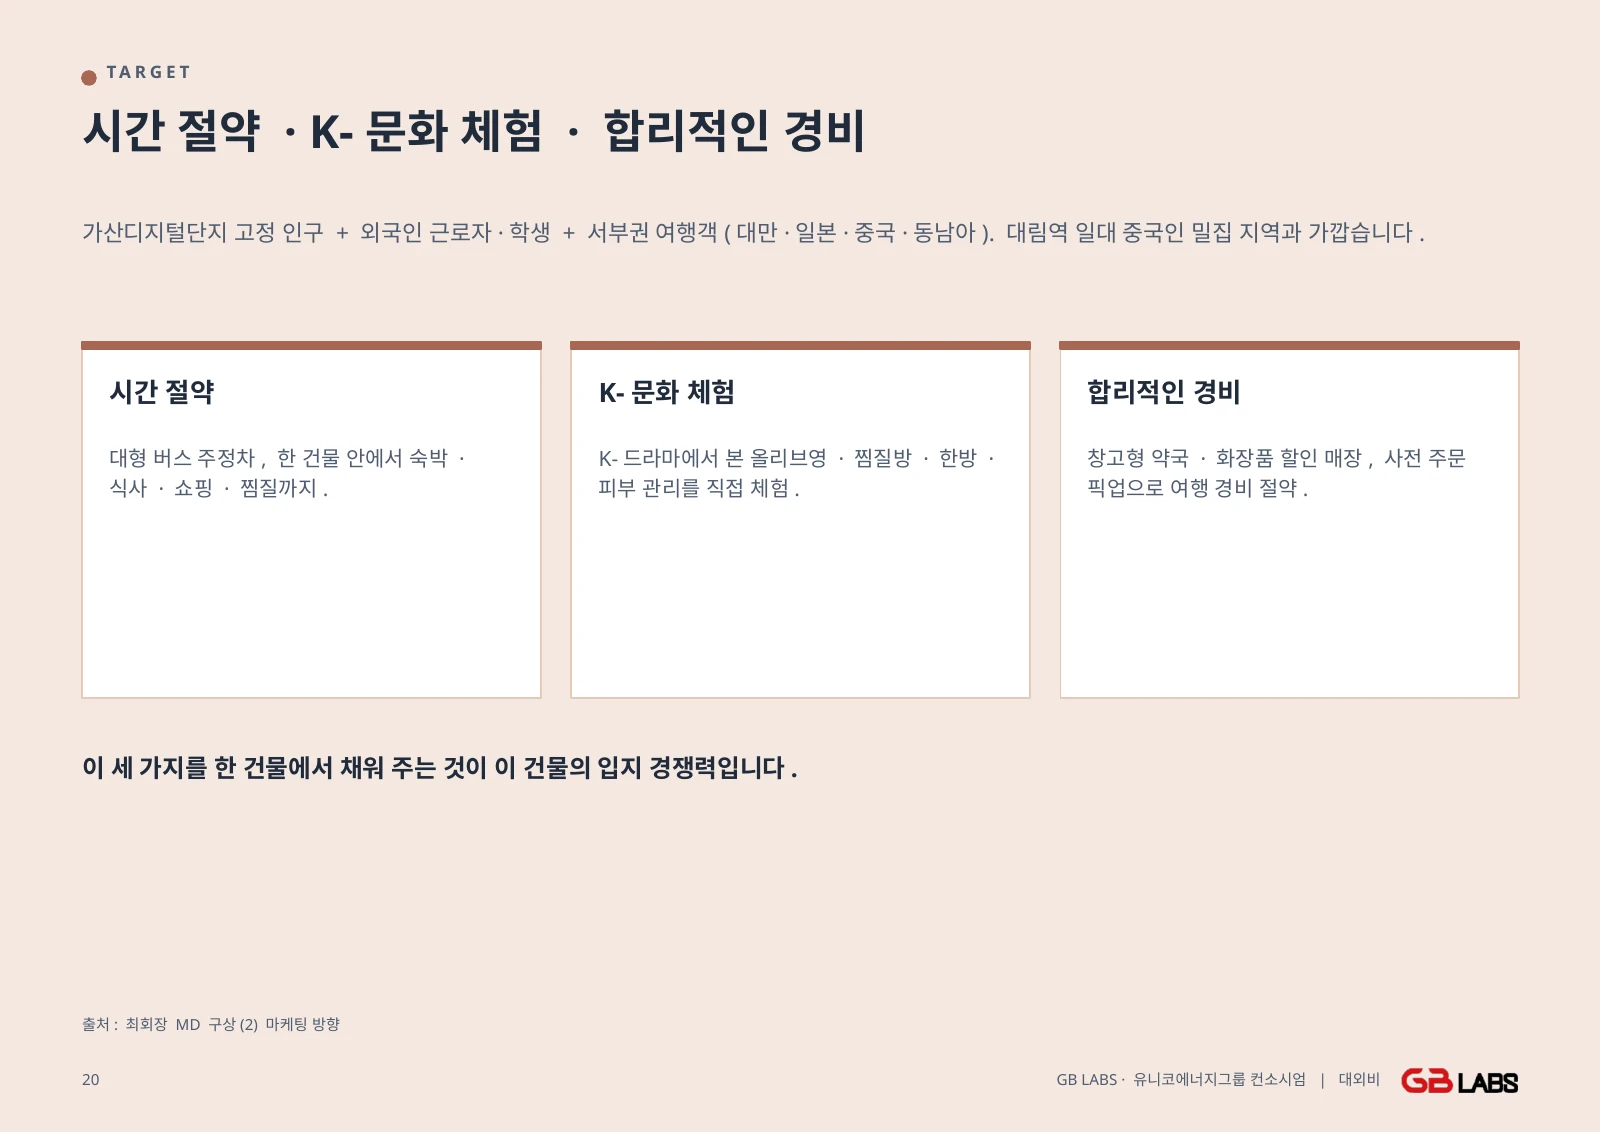 TARGET
시간 절약 · K- 문화 체험 · 합리적인 경비
가산디지털단지 고정 인구 + 외국인 근로자 · 학생 + 서부권 여행객 ( 대만 · 일본 · 중국 · 동남아 ). 대림역 일대 중국인 밀집 지역과 가깝습니다 .
시간 절약
대형 버스 주정차 , 한 건물 안에서 숙박 ·
식사 · 쇼핑 · 찜질까지 .
K- 문화 체험
K- 드라마에서 본 올리브영 · 찜질방 · 한방 ·
피부 관리를 직접 체험 .
합리적인 경비
창고형 약국 · 화장품 할인 매장 , 사전 주문
픽업으로 여행 경비 절약 .
이 세 가지를 한 건물에서 채워 주는 것이 이 건물의 입지 경쟁력입니다 .
출처 : 최회장 MD 구상 (2) 마케팅 방향
20
GB LABS · 유니코에너지그룹 컨소시엄 | 대외비
GB LABS